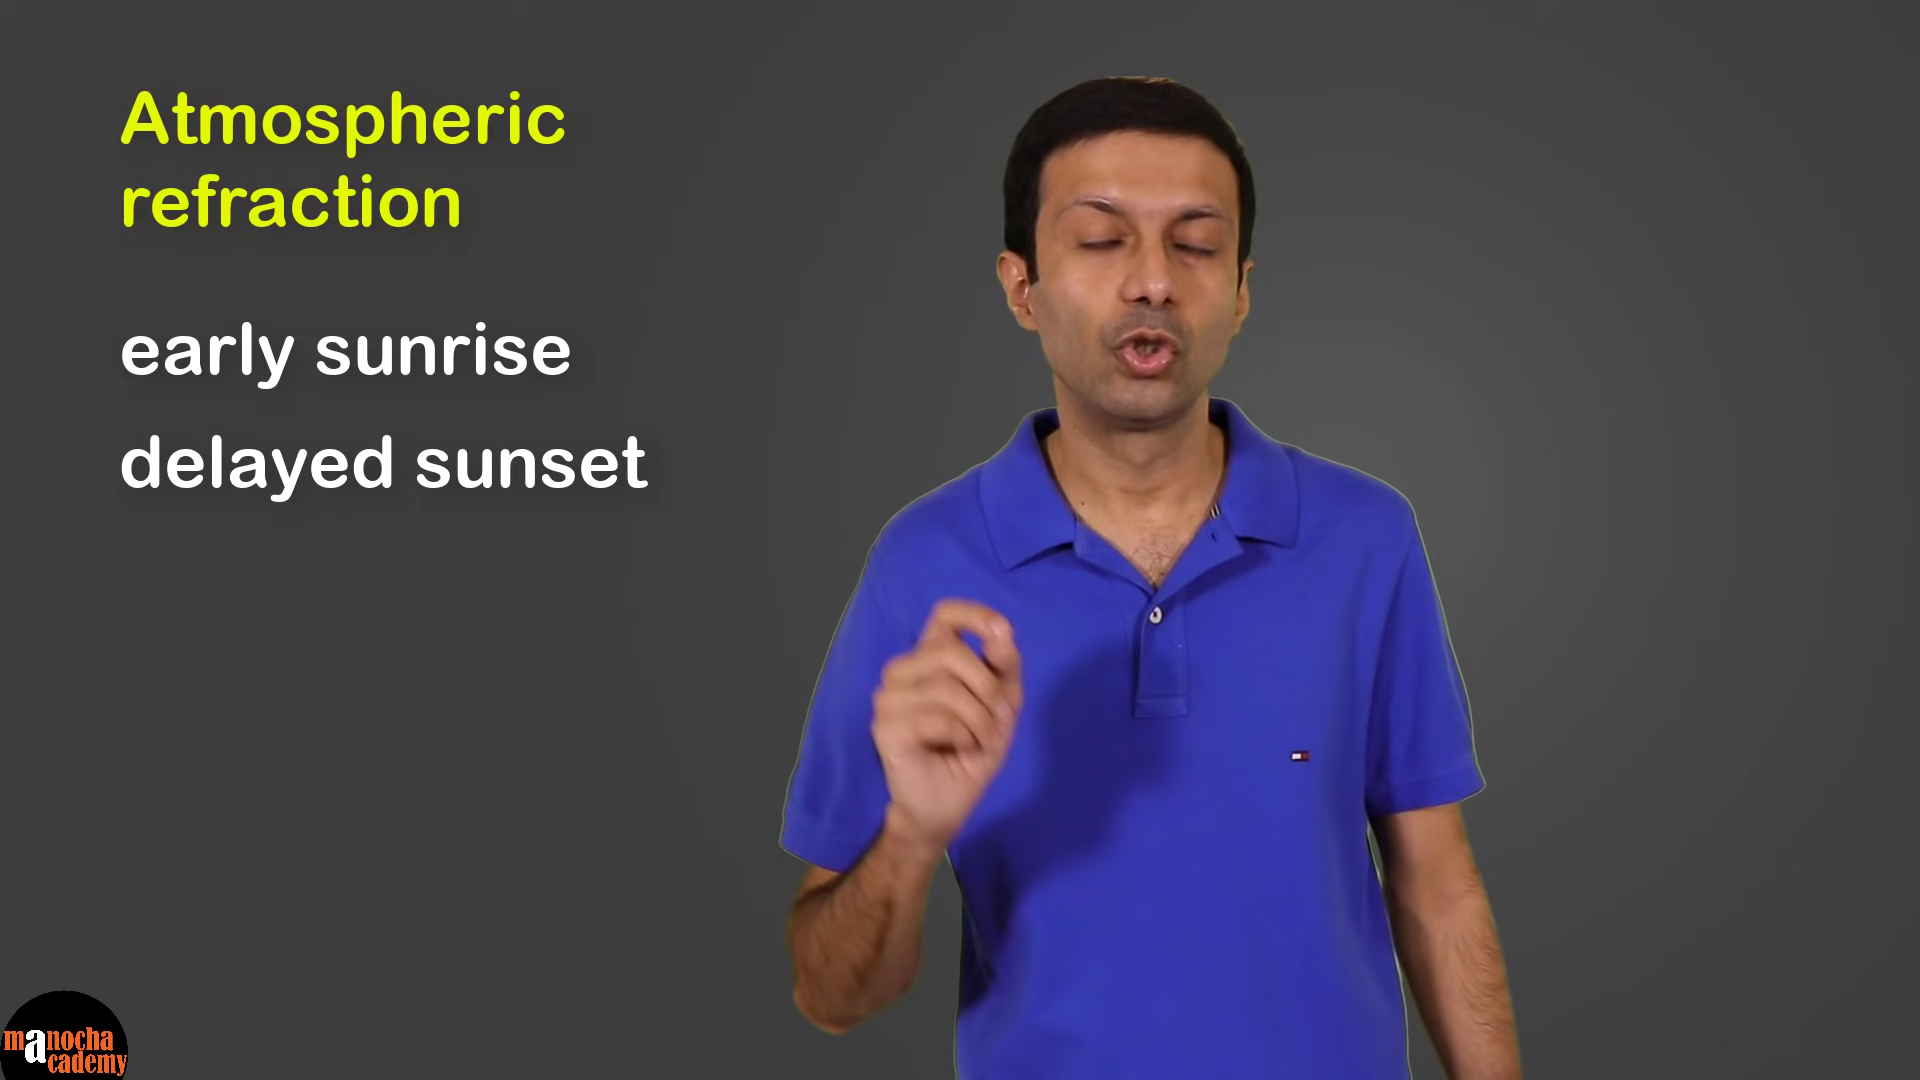 Atmospheric
refraction
early sunrise
delayed sunset
manocha
academy